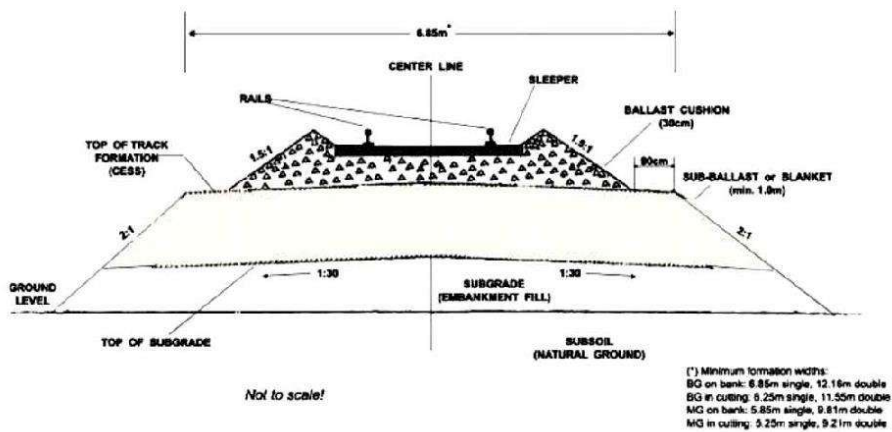 6.85m*
CENTER LINE
SLEEPER
RAILS
BALLAST CUSHION
(30cm)
TOP OF TRACK
FORMATION
(CESS)
1.5:1
1.5:1
90cm
SUB-BALLAST or BLANKET
(min. 1.0m)
2:1
2:1
1:30
1:30
GROUND
LEVEL
SUBGRADE
(EMBANKMENT FILL)
TOP OF SUBGRADE
SUBSOIL
(NATURAL GROUND)
Not to scale!
(*) Minimum formation widths:
BG on bank: 6.85m single, 12.16m double
BG in cutting: 6.25m single, 11.55m double
MG on bank: 5.85m single, 9.81m double
MG in cutting: 5.25m single, 9.21m double